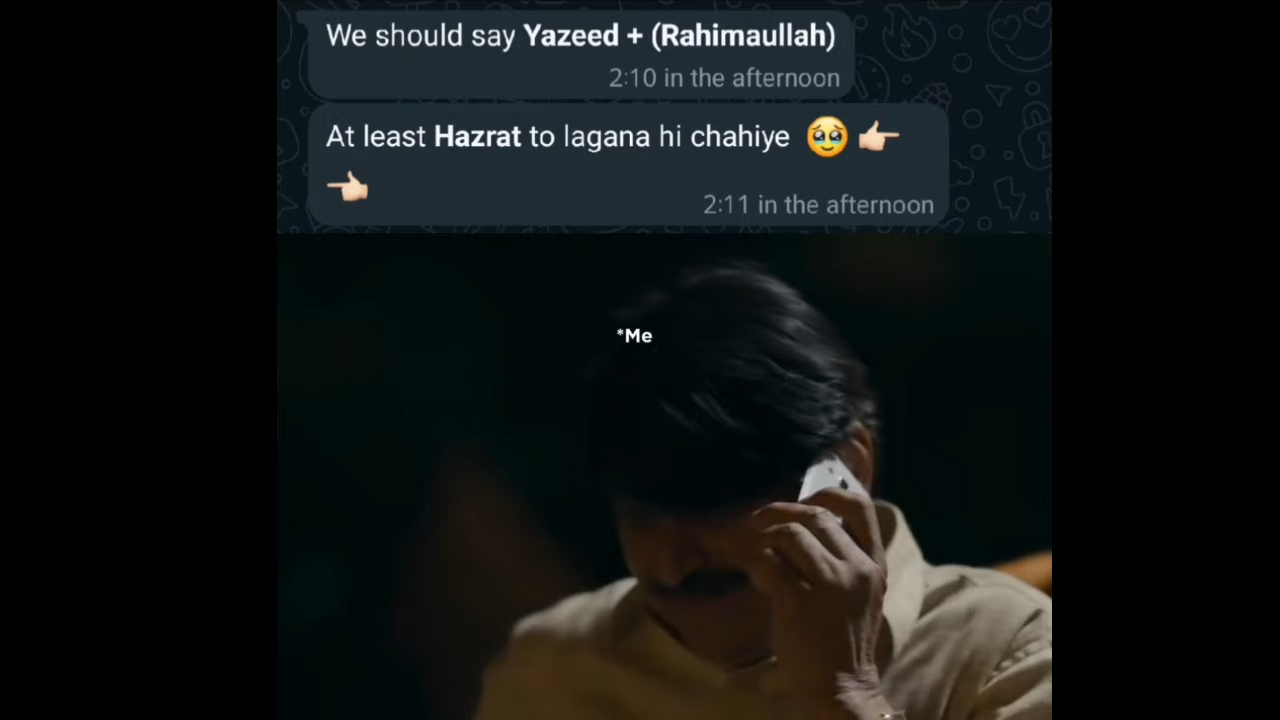 We should say Yazeed + (Rahimaullah)
2:10 in the afternoon
At least Hazrat to lagana hi chahiye 🥹 👉🏻
👈🏻
2:11 in the afternoon
*Me